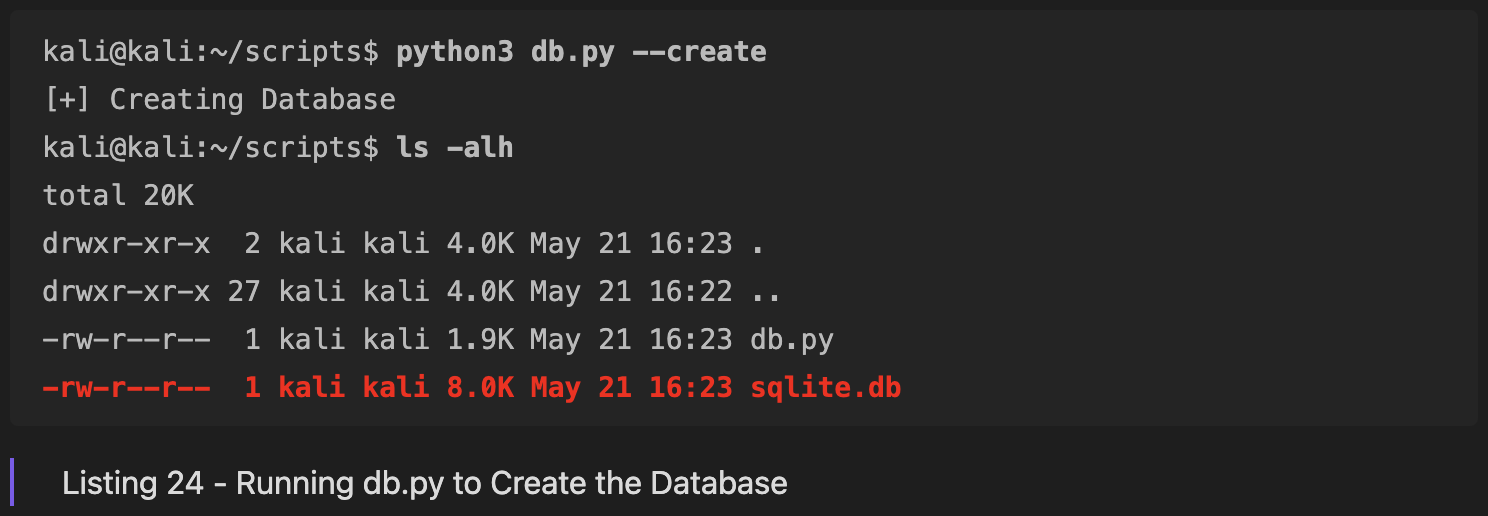 kali@kali:~/scripts$ python3 db.py --create
[+] Creating Database
kali@kali:~/scripts$ ls -alh
total 20K
drwxr-xr-x  2 kali kali 4.0K May 21 16:23 .
drwxr-xr-x 27 kali kali 4.0K May 21 16:22 ..
-rw-r--r--  1 kali kali 1.9K May 21 16:23 db.py
-rw-r--r--  1 kali kali 8.0K May 21 16:23 sqlite.db
Listing 24 - Running db.py to Create the Database